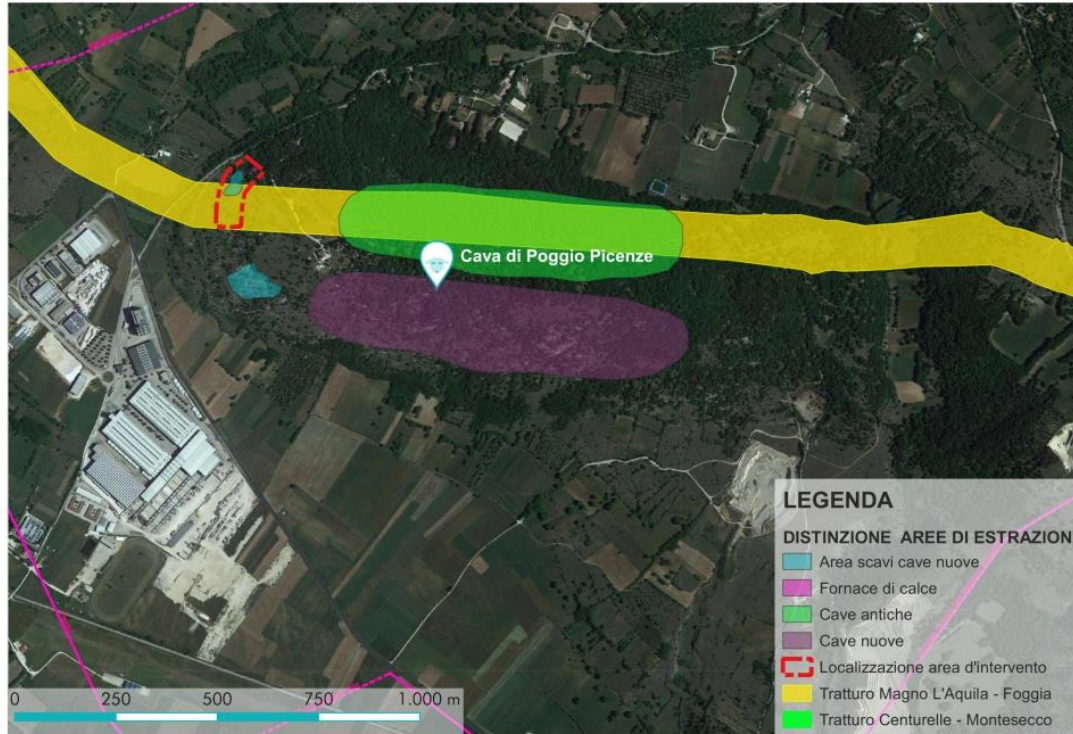 Cava di Poggio Picenze
LEGENDA
DISTINZIONE AREE DI ESTRAZION
Area scavi cave nuove
Fornace di calce
Cave antiche
Cave nuove
Localizzazione area d'intervento
Tratturo Magno L'Aquila - Foggia
Tratturo Centurelle - Montesecco
0 250 500 750 1.000 m